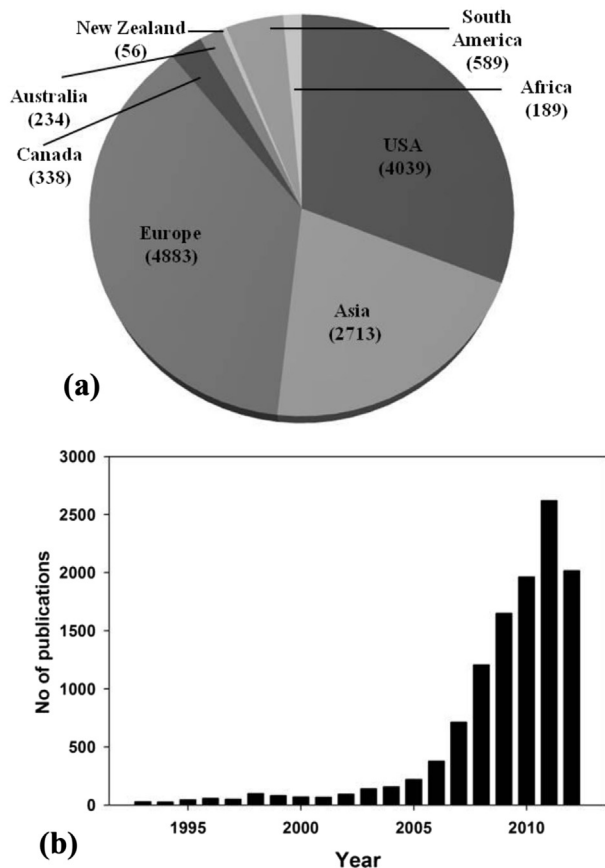 New Zealand
(56)
South
America
(589)
Australia
(234)
Africa
(189)
Canada
(338)
USA
(4039)
Europe
(4883)
Asia
(2713)
(a)
3000
2500
2000
1500
1000
500
0
No of publications
1995 2000 2005 2010
Year
(b)